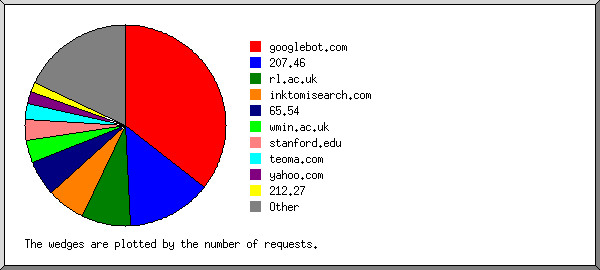 googlebot.com
207.46
rl.ac.uk
inktomisearch.com
65.54
wmin.ac.uk
stanford.edu
teoma.com
yahoo.com
212.27
Other
The wedges are plotted by the number of requests.